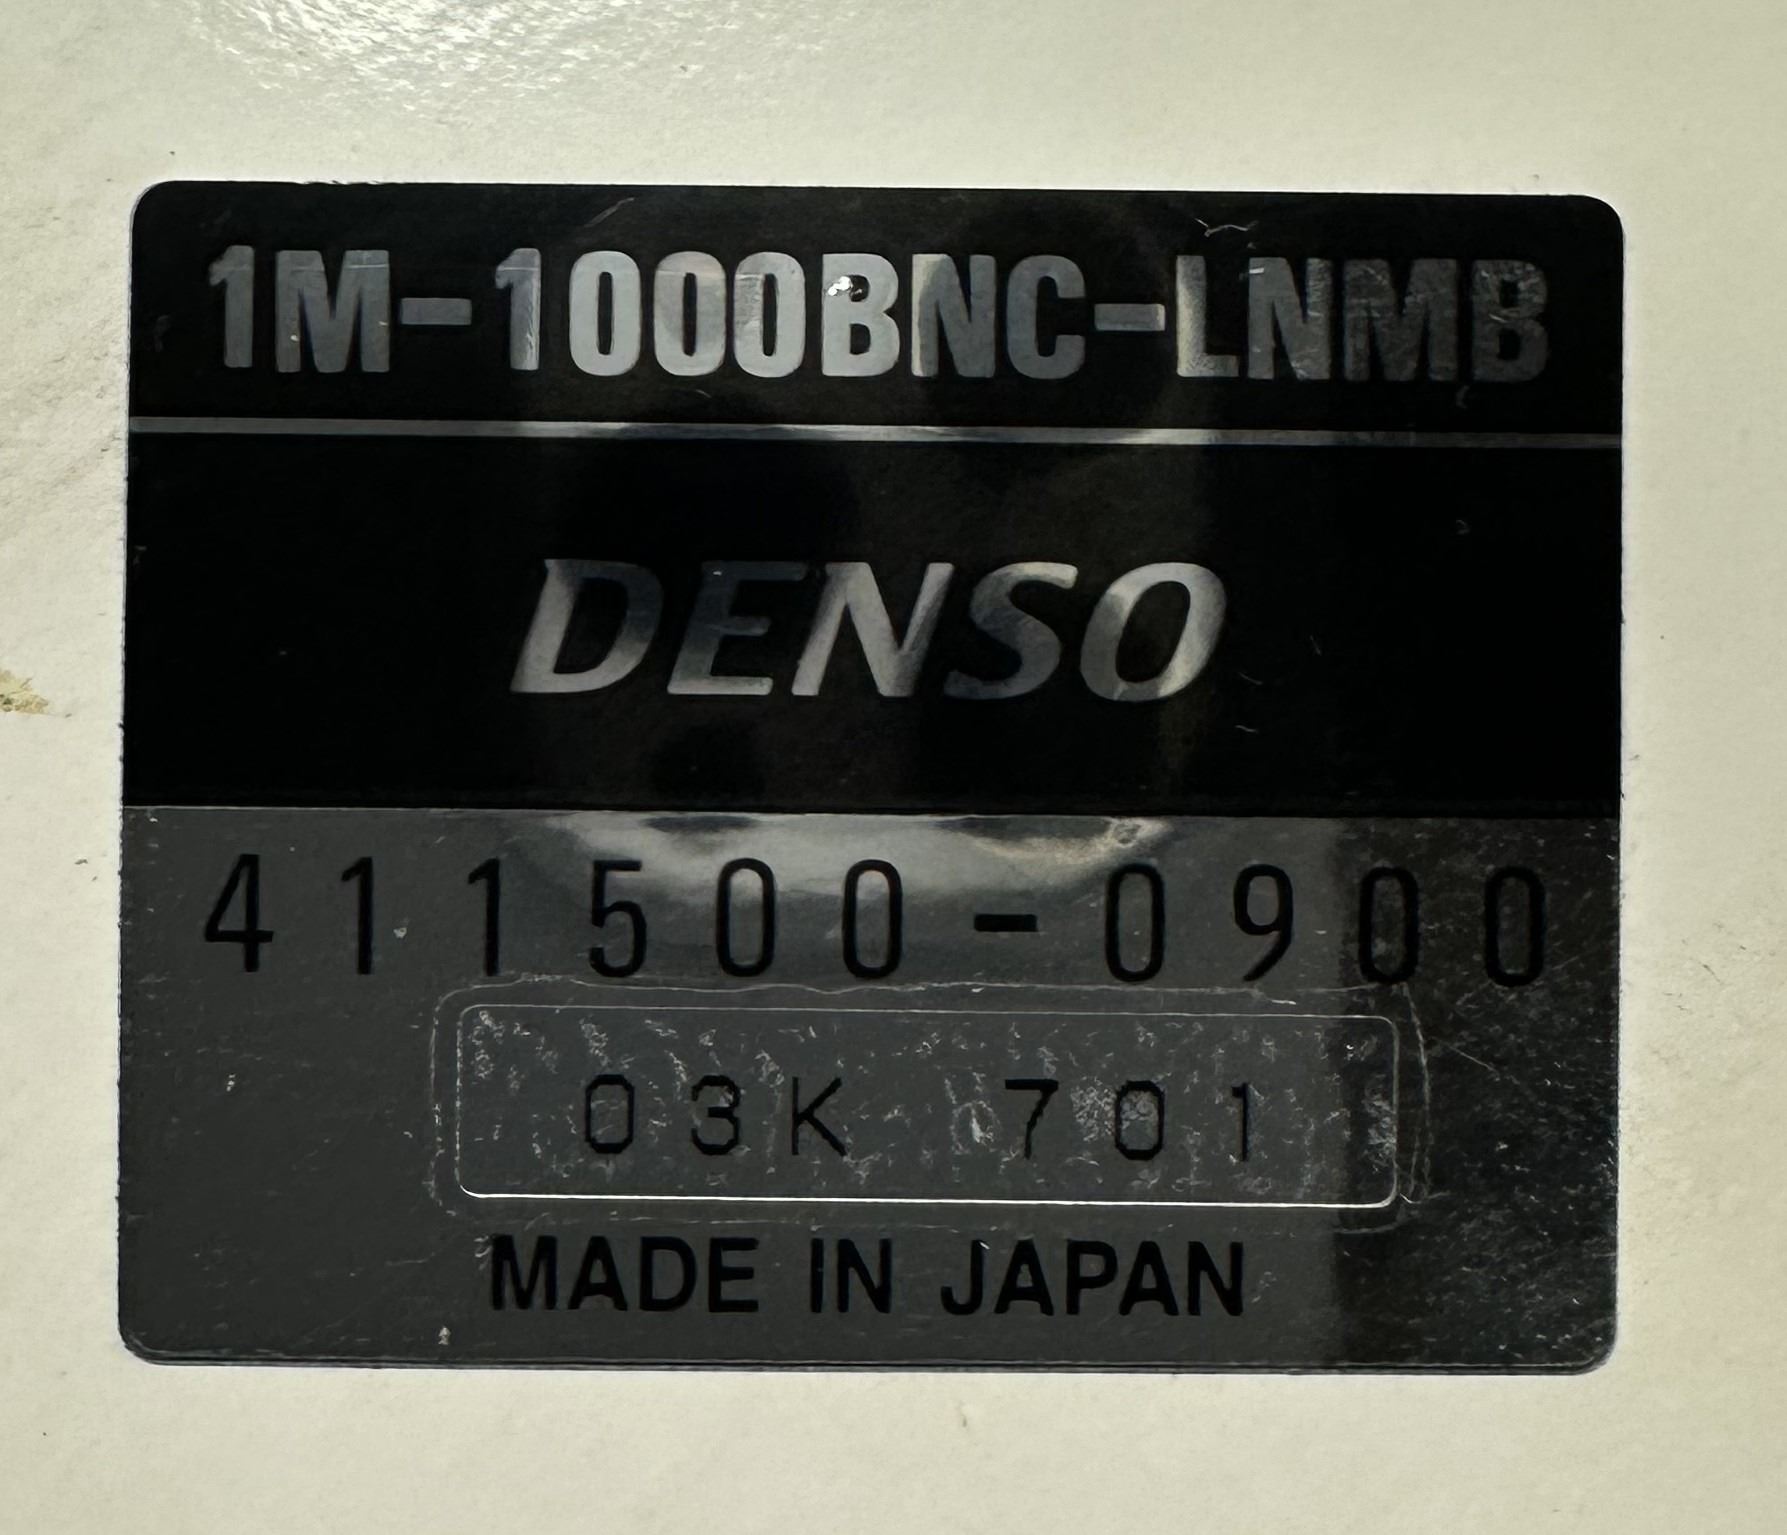 1M-1000BNC-LNMB
DENSO
411500-0900
03K 701
MADE IN JAPAN